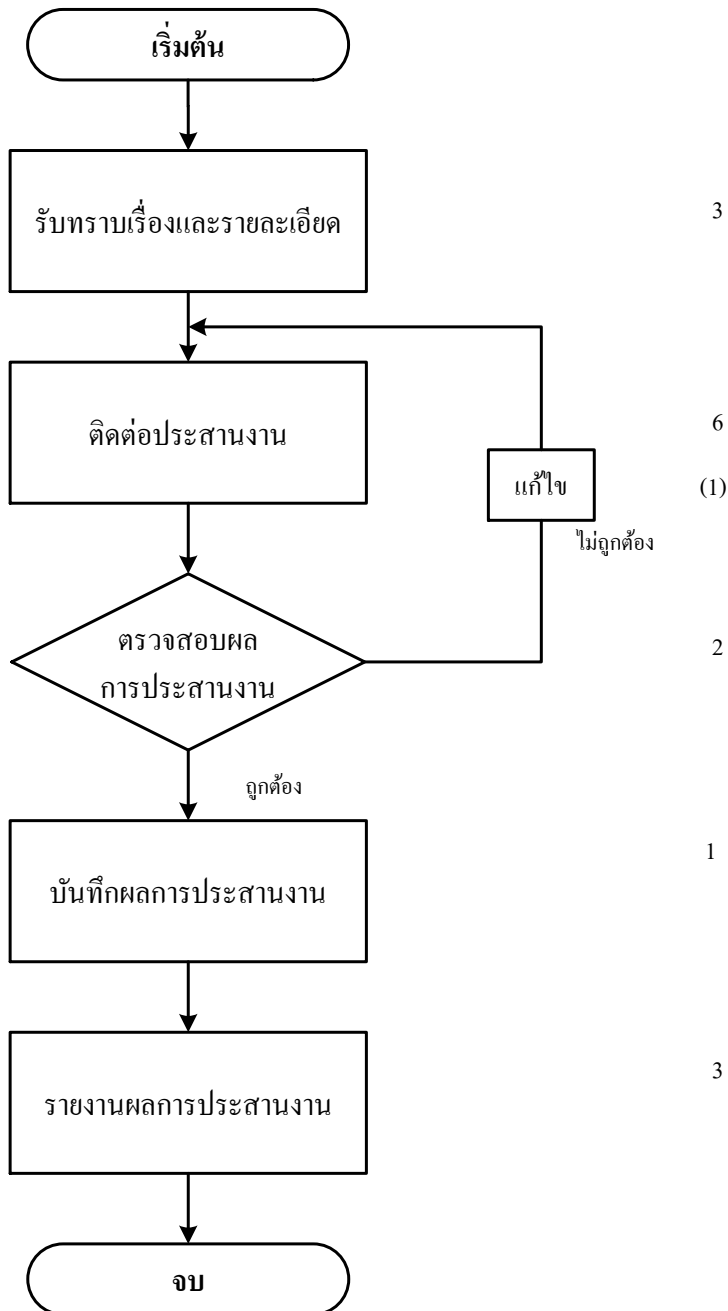 เริ่มต้น
รับทราบเรื่องและรายละเอียด
3
ติดต่อประสานงาน
6
แก้ไข
(1)
ไม่ถูกต้อง
ตรวจสอบผล
การประสานงาน
2
ถูกต้อง
บันทึกผลการประสานงาน
1
รายงานผลการประสานงาน
3
จบ